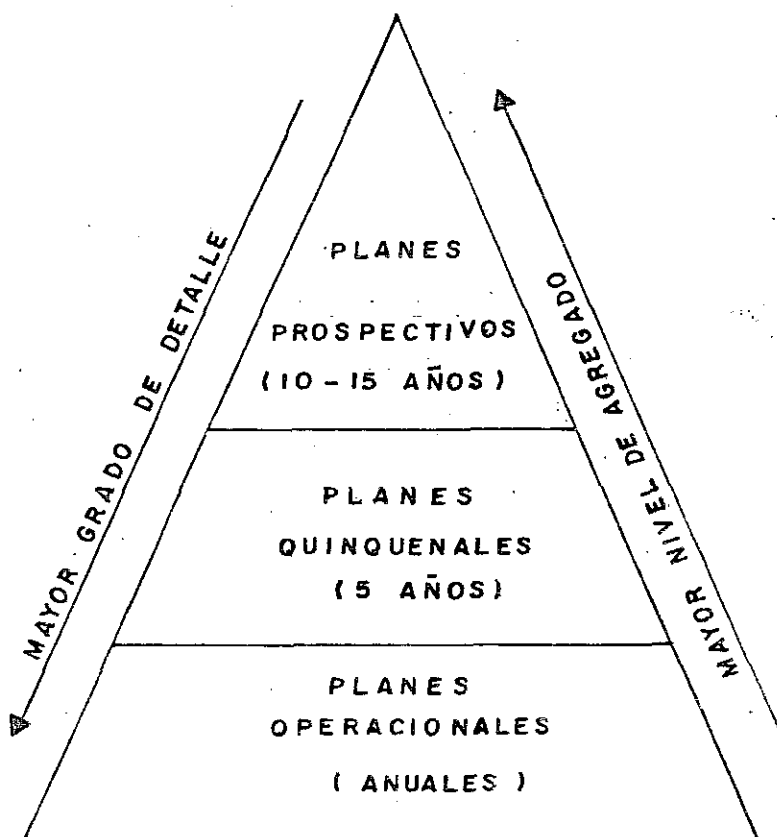 PLANES
PROSPECTIVOS
(10-15 AÑOS)
PLANES
QUINQUENALES
(5 AÑOS)
PLANES
OPERACIONALES
(ANUALES)
MAYOR GRADO DE DETALLE
MAYOR NIVEL DE AGREGADO